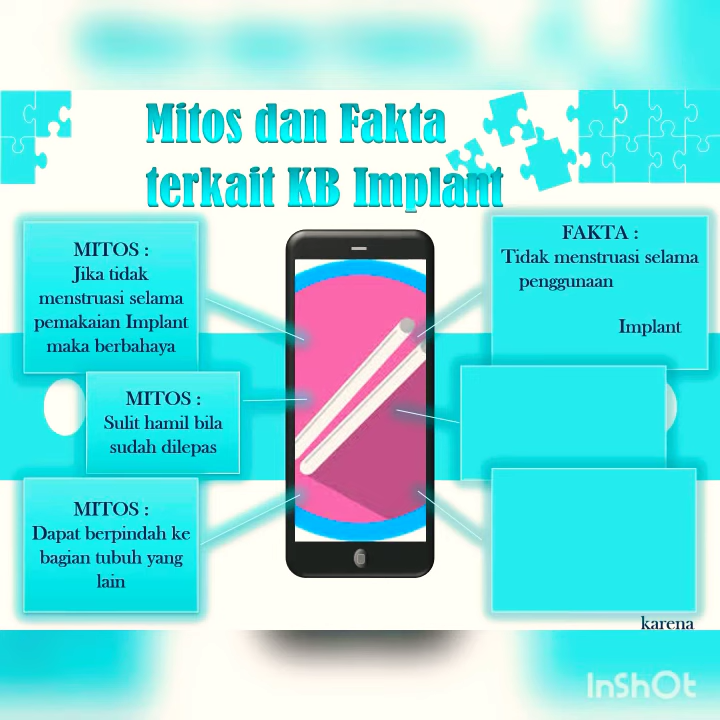 Mitos dan Fakta
terkait KB Implant
MITOS :
Jika tidak
menstruasi selama
pemakaian Implant
maka berbahaya
MITOS :
Sulit hamil bila
sudah dilepas
MITOS :
Dapat berpindah ke
bagian tubuh yang
lain
FAKTA :
Tidak menstruasi selama
penggunaan
Implant
karena
InShOt